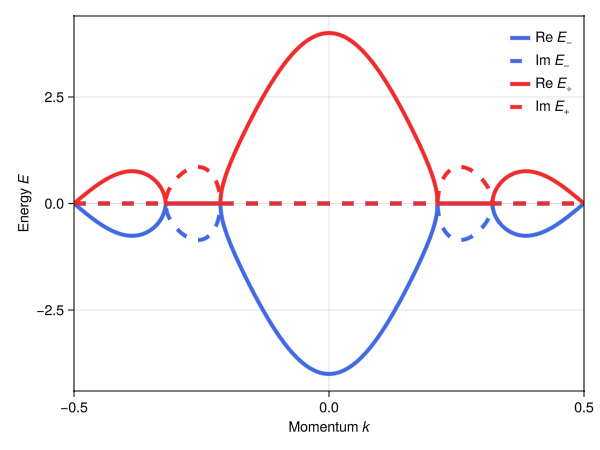 Re E₋
Im E₋
Re E₊
Im E₊
2.5
0.0
−2.5
Energy E
−0.5
0.0
0.5
Momentum k